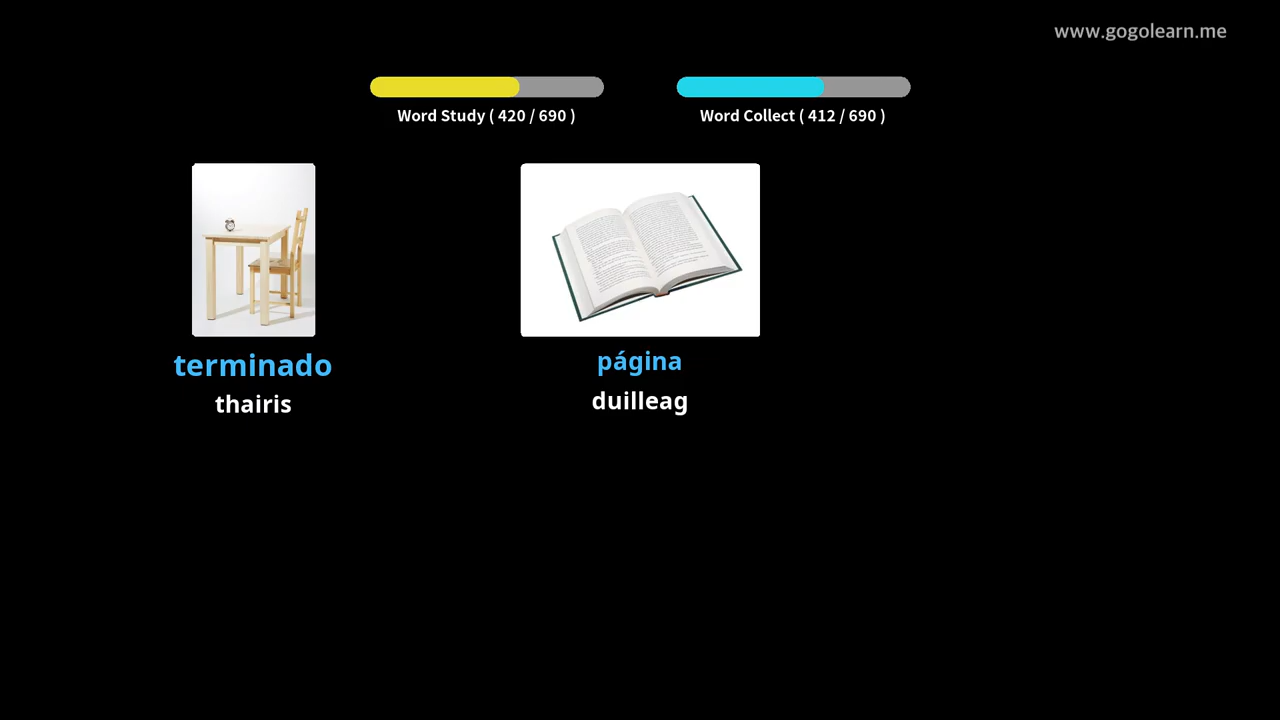 www.gogolearn.me
Word Study ( 420 / 690 )
Word Collect ( 412 / 690 )
terminado
thairis
página
duilleag